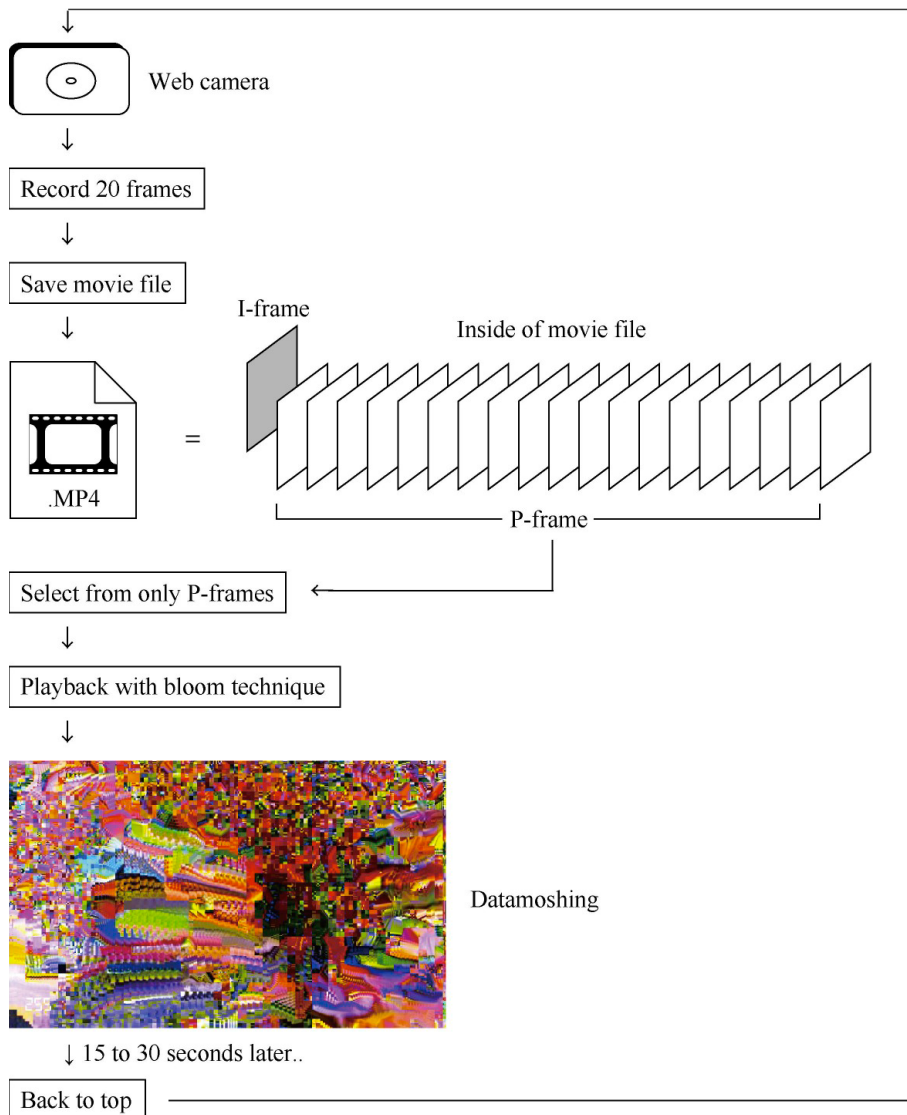 Web camera
Record 20 frames
Save movie file
I-frame
Inside of movie file
=
.MP4
P-frame
Select from only P-frames
Playback with bloom technique
Datamoshing
255
15 to 30 seconds later..
Back to top